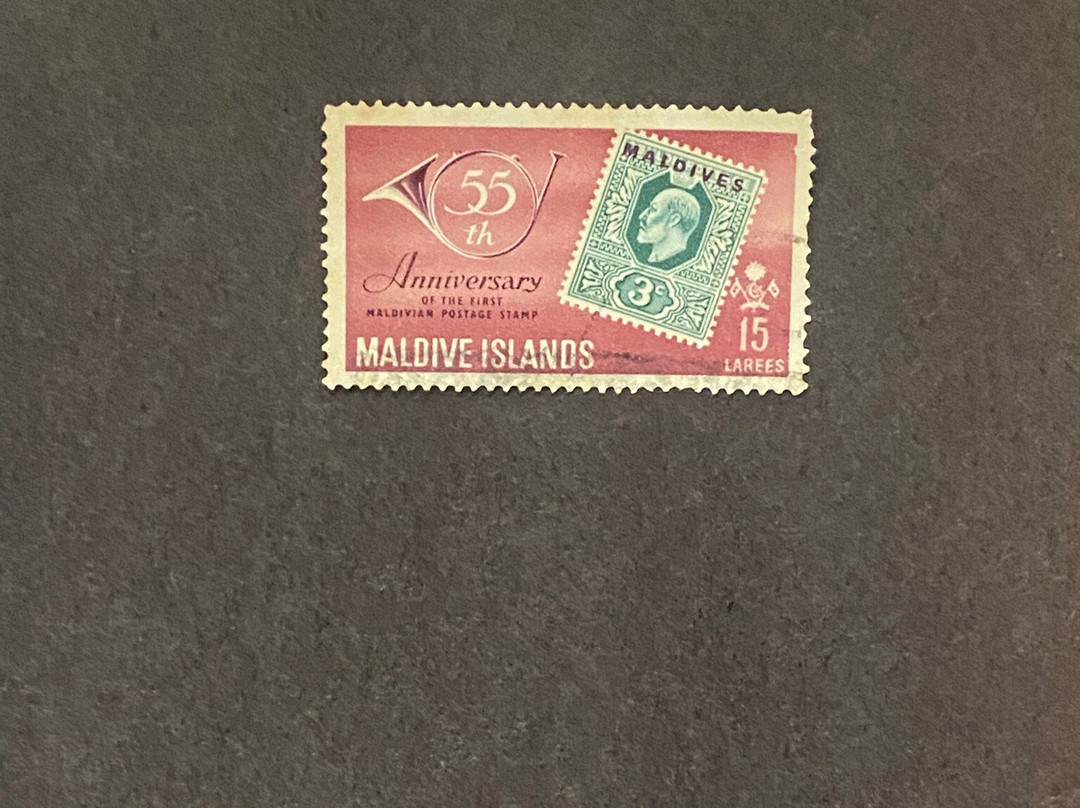 55
th
Anniversary
OF THE FIRST
MALDIVIAN POSTAGE STAMP
MALDIVE ISLANDS
MALDIVES
3c
15
LAREES